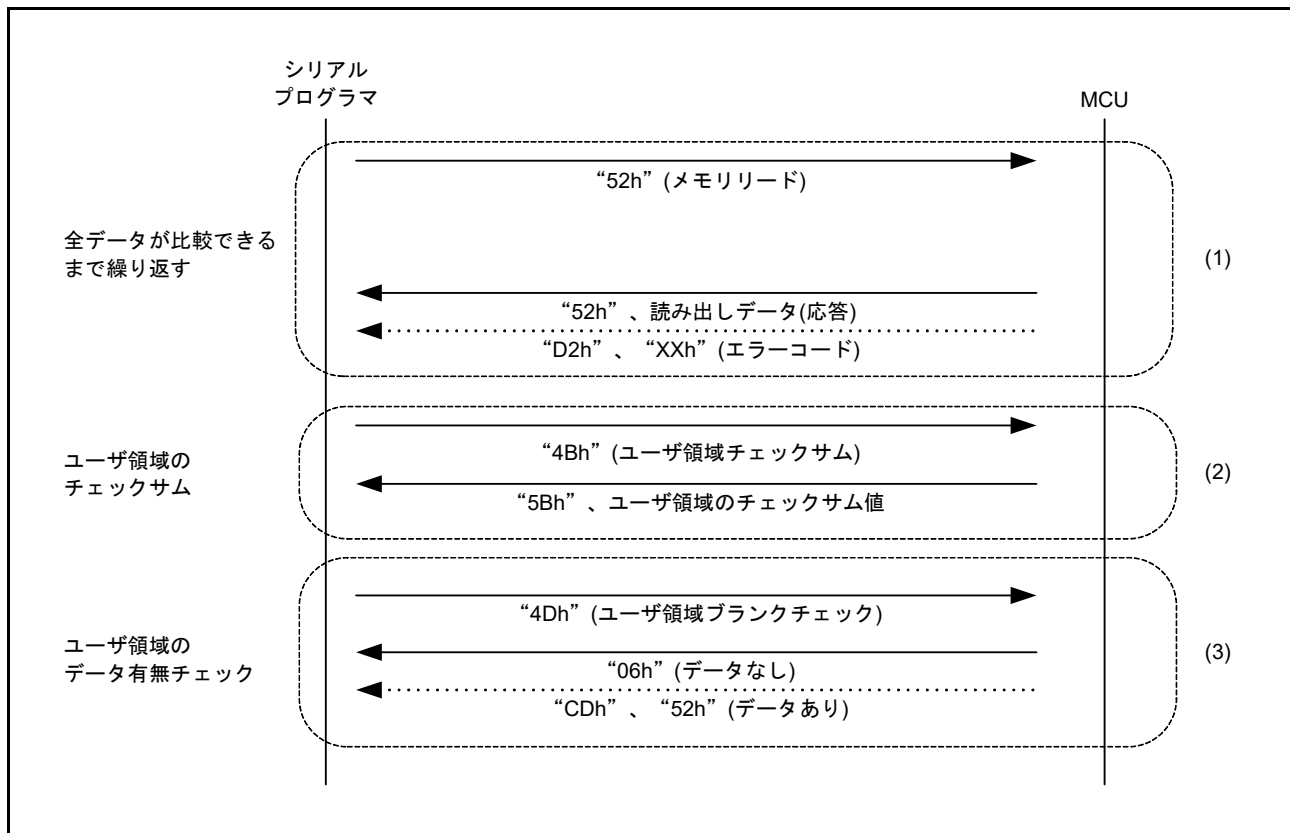 シリアル
プログラマ
MCU
“52h” (メモリリード)
全データが比較できる
まで繰り返す
(1)
“52h” 、読み出しデータ(応答)
“D2h” 、 “XXh” (エラーコード)
“4Bh” (ユーザ領域チェックサム)
ユーザ領域の
チェックサム
(2)
“5Bh” 、ユーザ領域のチェックサム値
“4Dh” (ユーザ領域ブランクチェック)
ユーザ領域の
データ有無チェック
(3)
“06h” (データなし)
“CDh” 、 “52h” (データあり)